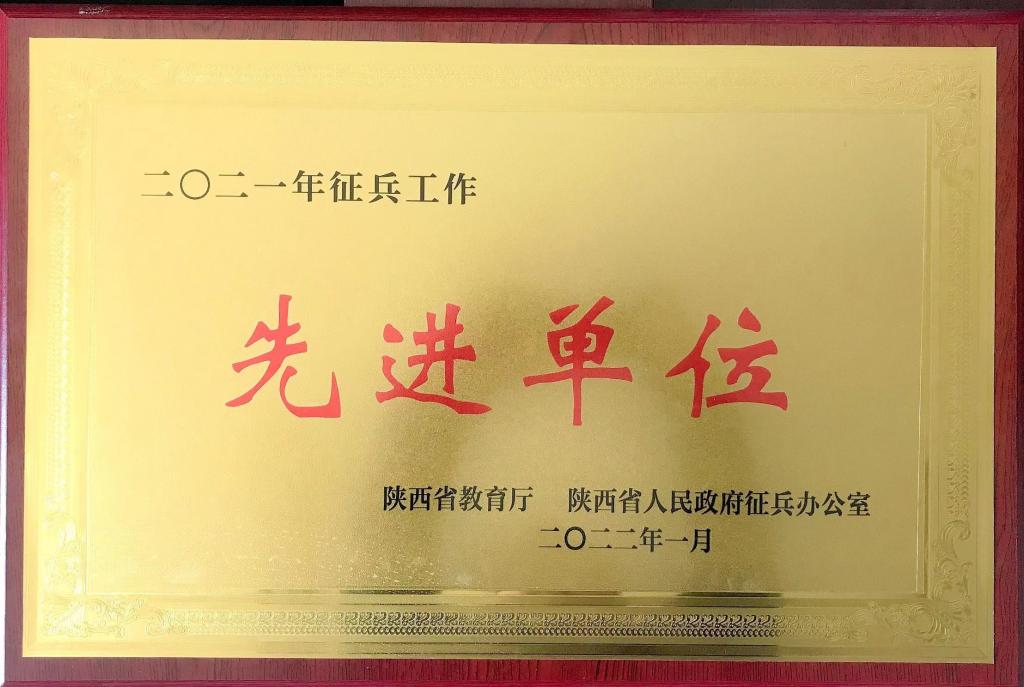 二〇二一年征兵工作
先进单位
陕西省教育厅 陕西省人民政府征兵办公室
二〇二二年一月